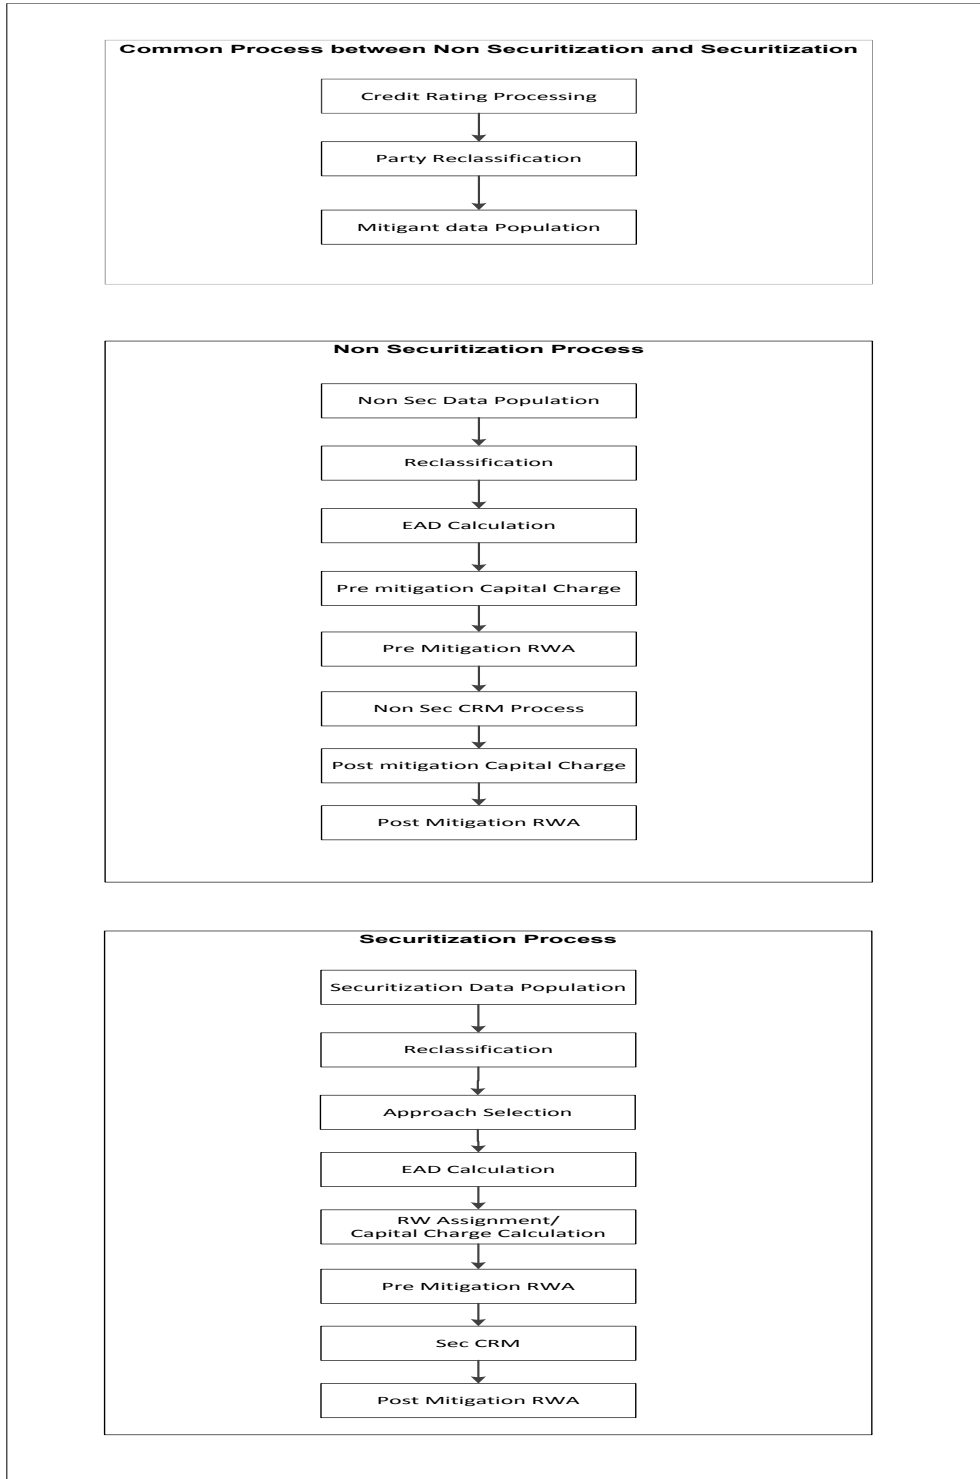 Common Process between Non Securitization and Securitization
Credit Rating Processing
Party Reclassification
Mitigant data Population
Non Securitization Process
Non Sec Data Population
Reclassification
EAD Calculation
Pre mitigation Capital Charge
Pre Mitigation RWA
Non Sec CRM Process
Post mitigation Capital Charge
Post Mitigation RWA
Securitization Process
Securitization Data Population
Reclassification
Approach Selection
EAD Calculation
RW Assignment/
Capital Charge Calculation
Pre Mitigation RWA
Sec CRM
Post Mitigation RWA